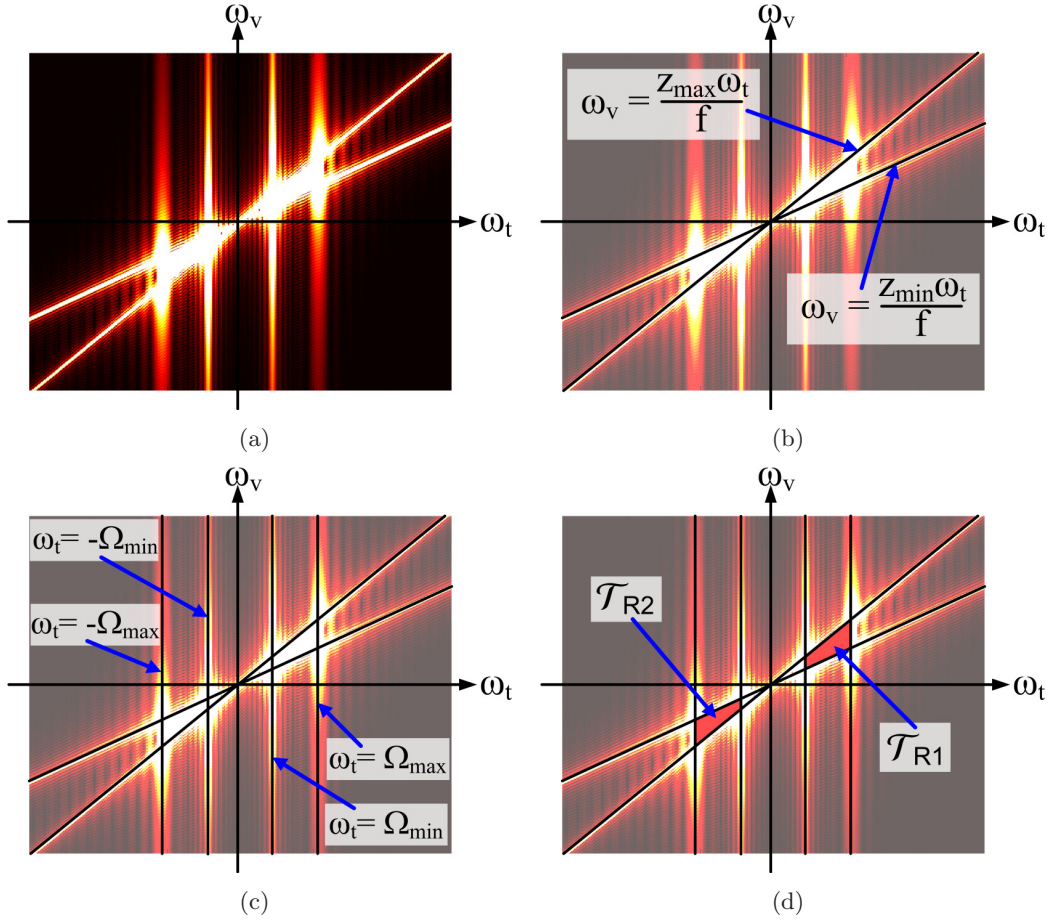 ωv
ωt
(a)
ωv
ωv = zmaxωt / f
ωt
ωv = zminωt / f
(b)
ωv
ωt= -Ωmin
ωt= -Ωmax
ωt
ωt= Ωmax
ωt= Ωmin
(c)
ωv
𝒯R2
ωt
𝒯R1
(d)